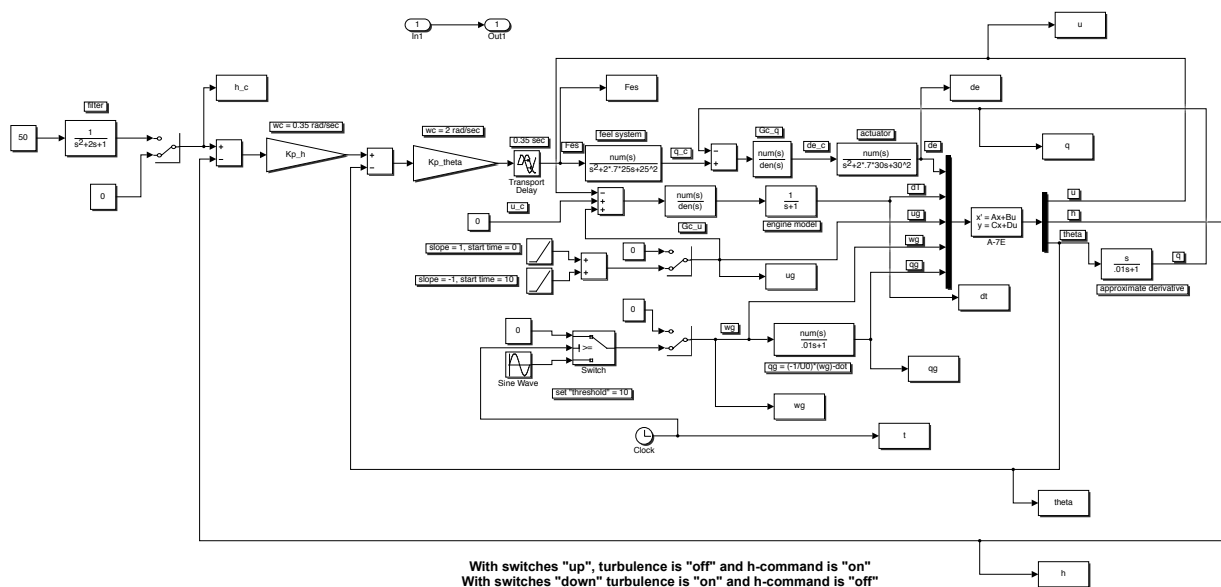 1
In1
1
Out1
u
h_c
Fes
de
filter
50
1
s²+2s+1
0
wc = 0.35 rad/sec
Kp_h
wc = 2 rad/sec
Kp_theta
0.35 sec
Transport
Delay
Fes
feel system
num(s)
s²+2*.7*25s+25^2
q_c
Gc_q
num(s)
den(s)
de_c
actuator
num(s)
s²+2*.7*30s+30^2
de
q
u_c
0
num(s)
den(s)
Gc_u
1
s+1
engine model
dT
ug
wg
qg
x' = Ax+Bu
y = Cx+Du
A-7E
u
h
theta
s
.01s+1
q
approximate derivative
slope = 1, start time = 0
slope = -1, start time = 10
0
ug
dt
0
0
Sine Wave
>=
Switch
set "threshold" = 10
wg
num(s)
.01s+1
qg = (-1/U0)*(wg)-dot
qg
wg
Clock
t
theta
h
With switches "up", turbulence is "off" and h-command is "on"
With switches "down" turbulence is "on" and h-command is "off"